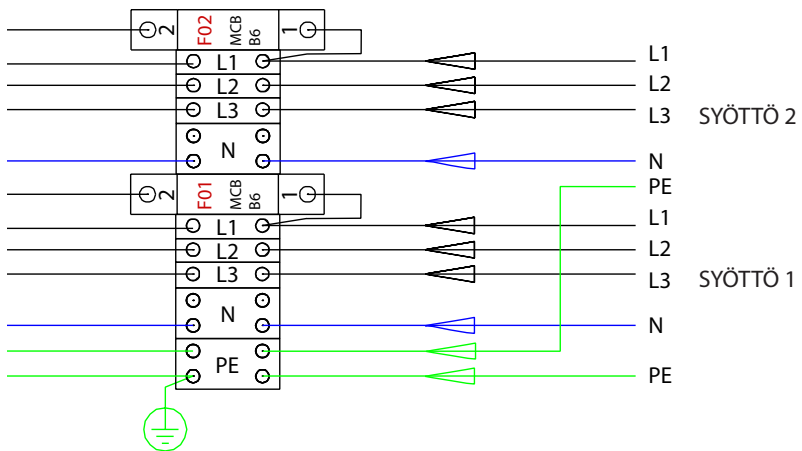 2 F02 MCB B6 1
L1 L1
L2 L2
L3 L3 SYÖTTÖ 2
N N
PE
2 F01 MCB B6 1
L1 L1
L2 L2
L3 L3 SYÖTTÖ 1
N N
PE PE